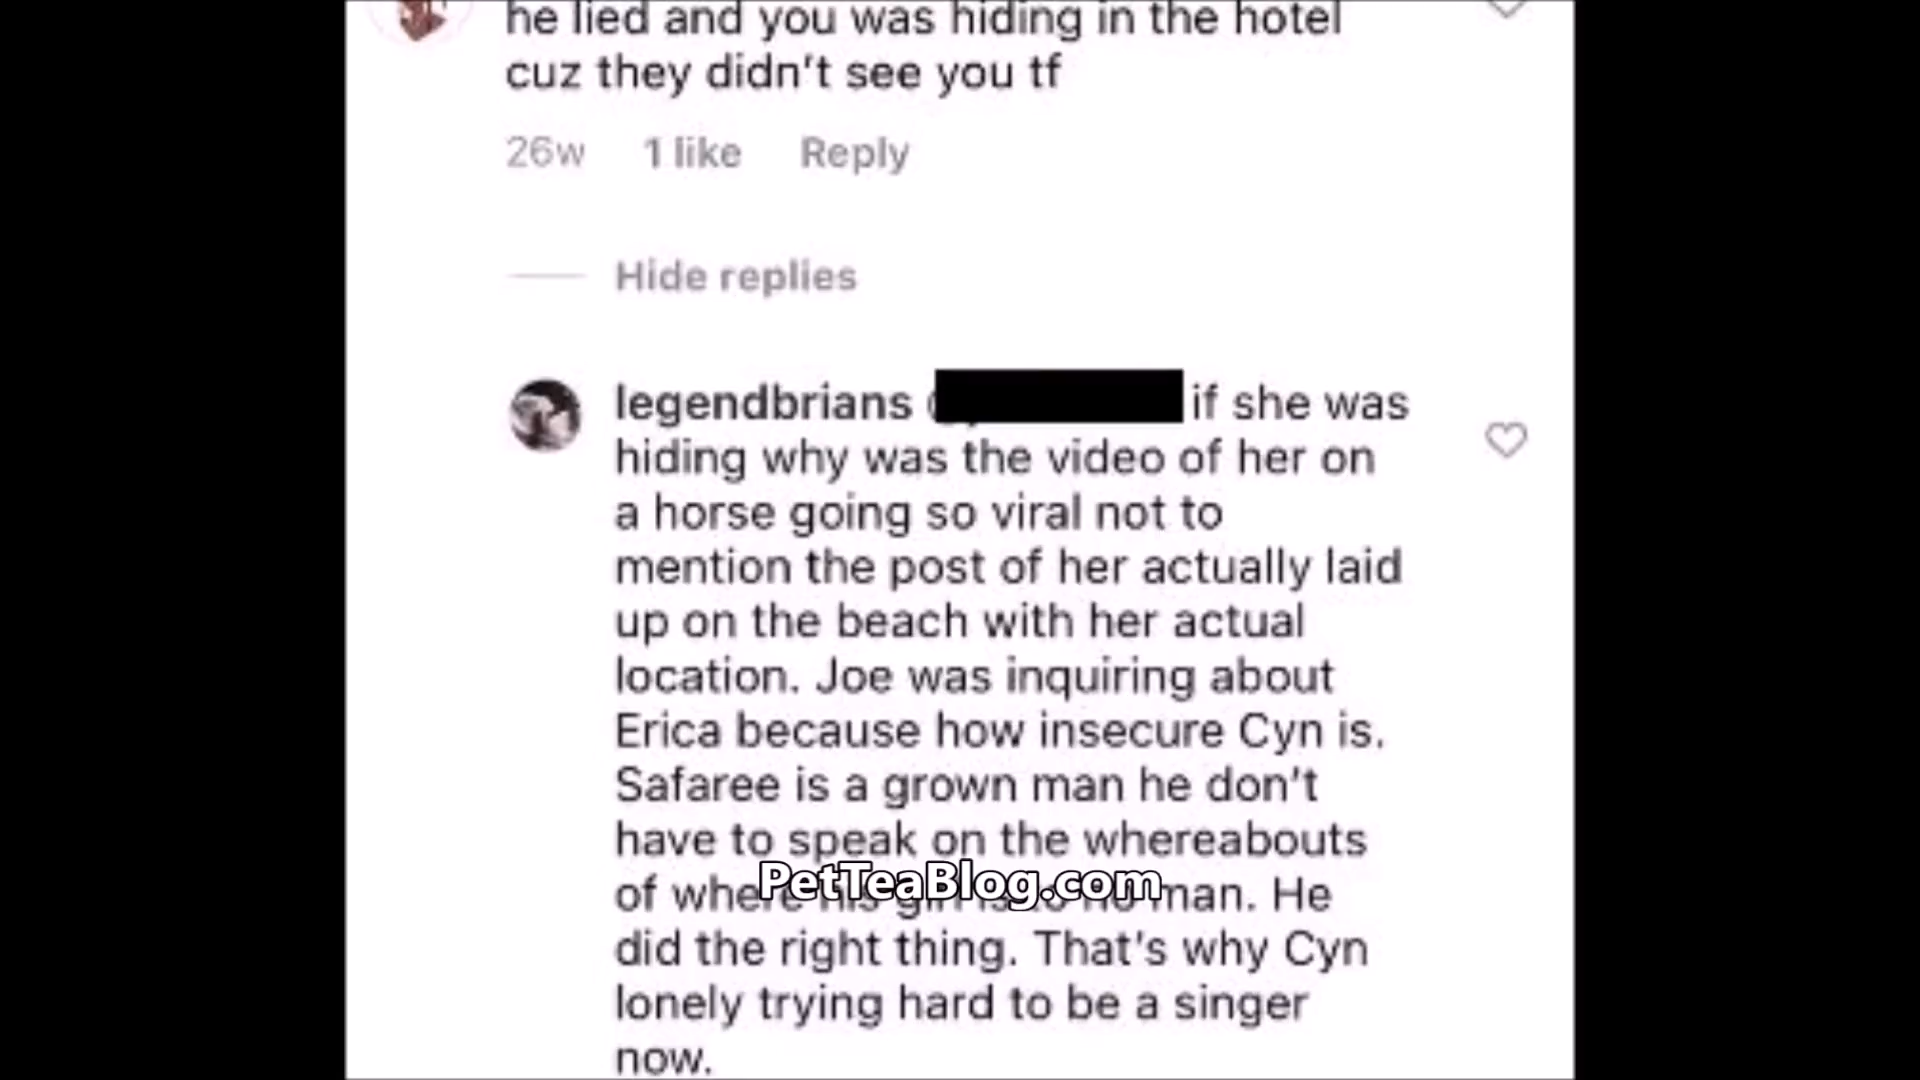 he lied and you was hiding in the hotel
cuz they didn't see you tf
26w 1 like Reply
Hide replies
legendbrians if she was
hiding why was the video of her on
a horse going so viral not to
mention the post of her actually laid
up on the beach with her actual
location. Joe was inquiring about
Erica because how insecure Cyn is.
Safaree is a grown man he don't
have to speak on the whereabouts
of where his girl is to no man. He
PetTeaBlog.com
did the right thing. That's why Cyn
lonely trying hard to be a singer
now.